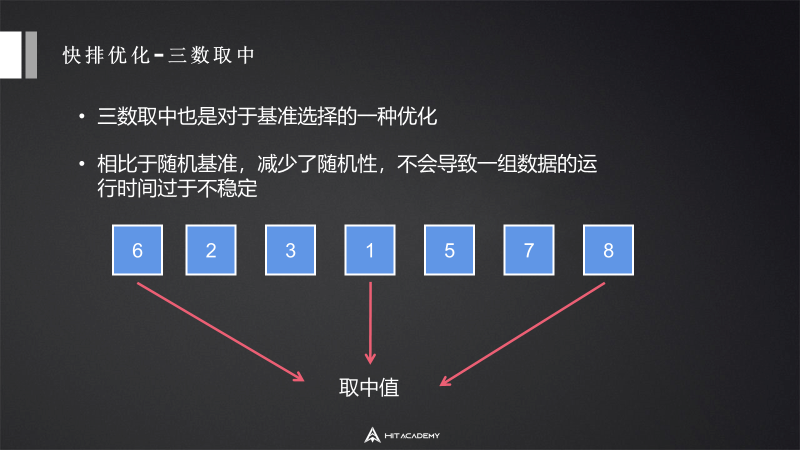 快排优化-三数取中
• 三数取中也是对于基准选择的一种优化
• 相比于随机基准，减少了随机性，不会导致一组数据的运
行时间过于不稳定
6 2 3 1 5 7 8
取中值
HIT ACADEMY